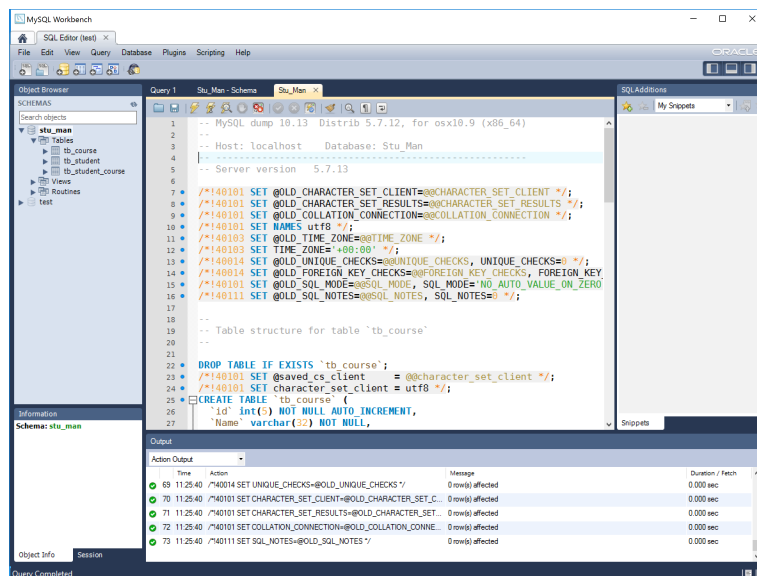 MySQL Workbench
SQL Editor (test) ×
File Edit View Query Database Plugins Scripting Help
ORACLE
Object Browser
SCHEMAS
Search objects
stu_man
Tables
tb_course
tb_student
tb_student_course
Views
Routines
test
Information
Schema: stu_man
Object Info Session
Query 1 Stu_Man - Schema Stu_Man ×
1 -- MySQL dump 10.13 Distrib 5.7.12, for osx10.9 (x86_64)
2 --
3 -- Host: localhost Database: Stu_Man
4 -- ------------------------------------------------------
5 -- Server version 5.7.13
6
7 /*!40101 SET @OLD_CHARACTER_SET_CLIENT=@@CHARACTER_SET_CLIENT */;
8 /*!40101 SET @OLD_CHARACTER_SET_RESULTS=@@CHARACTER_SET_RESULTS */;
9 /*!40101 SET @OLD_COLLATION_CONNECTION=@@COLLATION_CONNECTION */;
10 /*!40101 SET NAMES utf8 */;
11 /*!40103 SET @OLD_TIME_ZONE=@@TIME_ZONE */;
12 /*!40103 SET TIME_ZONE='+00:00' */;
13 /*!40014 SET @OLD_UNIQUE_CHECKS=@@UNIQUE_CHECKS, UNIQUE_CHECKS=0 */;
14 /*!40014 SET @OLD_FOREIGN_KEY_CHECKS=@@FOREIGN_KEY_CHECKS, FOREIGN_KEY_
15 /*!40101 SET @OLD_SQL_MODE=@@SQL_MODE, SQL_MODE='NO_AUTO_VALUE_ON_ZERO
16 /*!40111 SET @OLD_SQL_NOTES=@@SQL_NOTES, SQL_NOTES=0 */;
17
18 --
19 -- Table structure for table `tb_course`
20 --
21
22 DROP TABLE IF EXISTS `tb_course`;
23 /*!40101 SET @saved_cs_client = @@character_set_client */;
24 /*!40101 SET character_set_client = utf8 */;
25 CREATE TABLE `tb_course` (
26 `id` int(5) NOT NULL AUTO_INCREMENT,
27 `Name` varchar(32) NOT NULL,
SQLAdditions
My Snippets
Snippets
Output
Action Output
Time Action Message Duration / Fetch
69 11:25:40 /*!40014 SET UNIQUE_CHECKS=@OLD_UNIQUE_CHECKS */ 0 row(s) affected 0.000 sec
70 11:25:40 /*!40101 SET CHARACTER_SET_CLIENT=@OLD_CHARACTER_SET_C... 0 row(s) affected 0.000 sec
71 11:25:40 /*!40101 SET CHARACTER_SET_RESULTS=@OLD_CHARACTER_SET... 0 row(s) affected 0.000 sec
72 11:25:40 /*!40101 SET COLLATION_CONNECTION=@OLD_COLLATION_CONNE... 0 row(s) affected 0.000 sec
73 11:25:40 /*!40111 SET SQL_NOTES=@OLD_SQL_NOTES */ 0 row(s) affected 0.000 sec
Query Completed